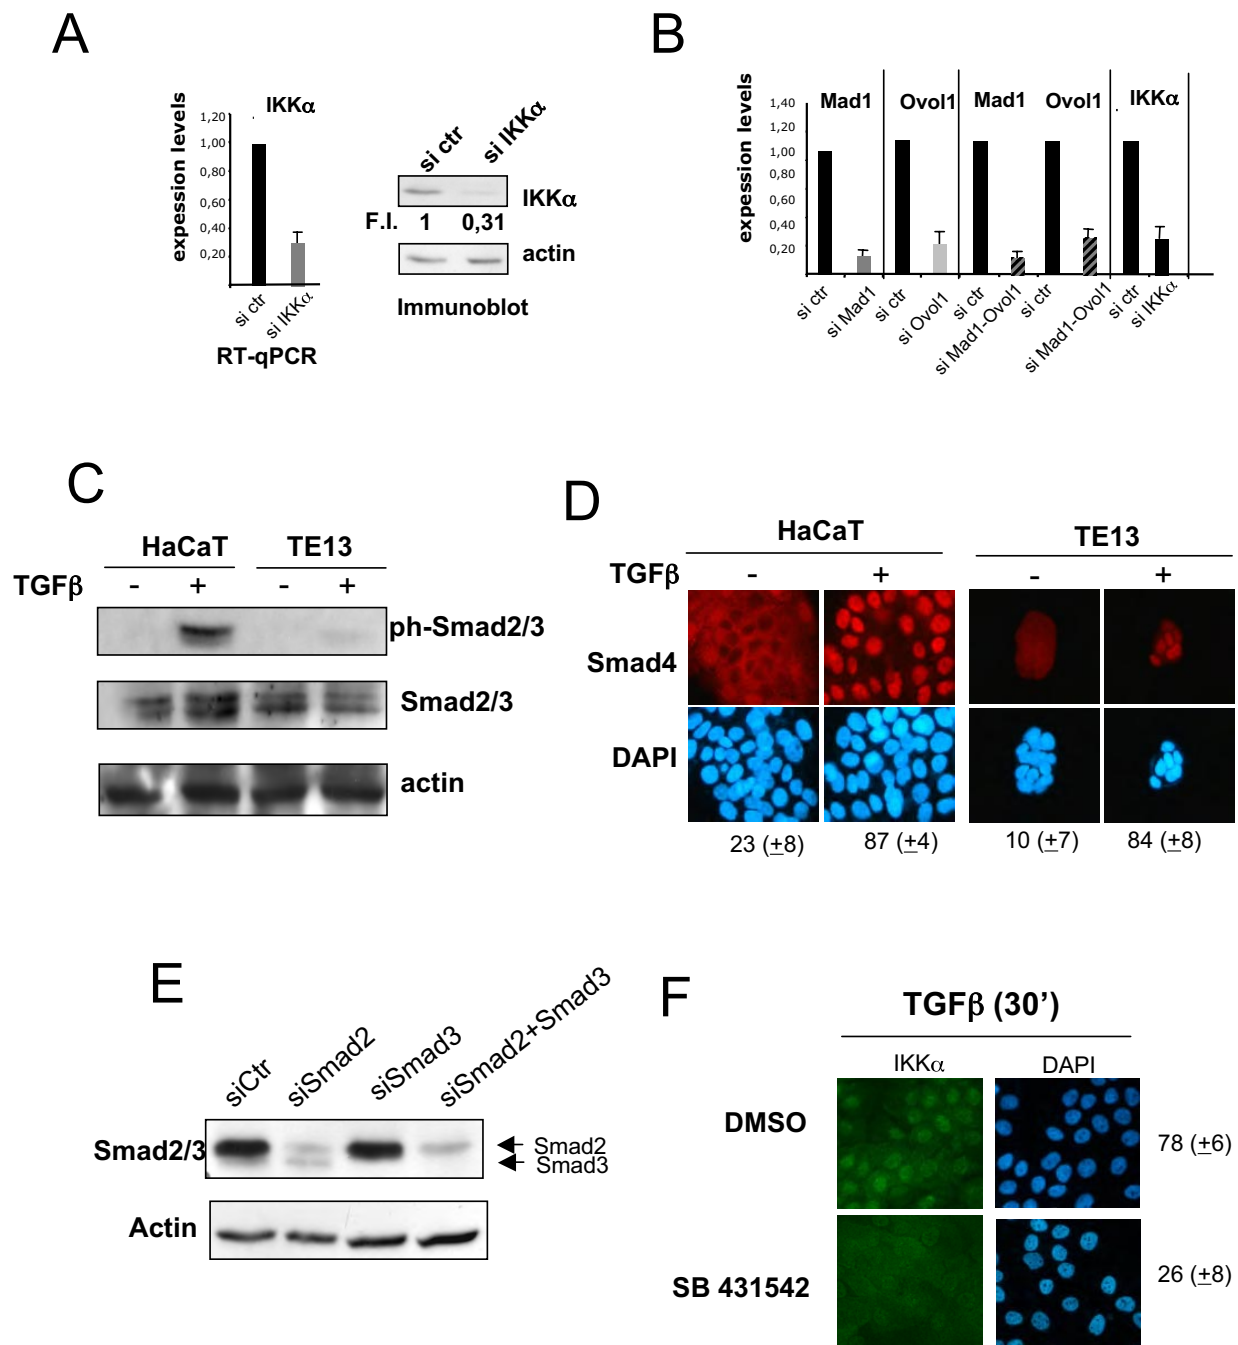 A
IKKα
expession levels
1,20
1,00
0,80
0,60
0,40
0,20
si ctr
si IKKα
RT-qPCR
si ctr
si IKKα
IKKα
F.I. 1 0,31
actin
Immunoblot
B
expession levels
1,40
1,20
1,00
0,80
0,60
0,40
0,20
Mad1 Ovol1 Mad1 Ovol1 IKKα
si ctr
si Mad1
si ctr
si Ovol1
si ctr
si Mad1-Ovol1
si ctr
si Mad1-Ovol1
si ctr
si IKKα
C
HaCaT TE13
TGFβ - + - +
ph-Smad2/3
Smad2/3
actin
D
HaCaT TE13
TGFβ - + - +
Smad4
DAPI
23 (±8) 87 (±4) 10 (±7) 84 (±8)
E
siCtr
siSmad2
siSmad3
siSmad2+Smad3
Smad2/3
Smad2
Smad3
Actin
F
TGFβ (30’)
IKKα DAPI
DMSO
78 (±6)
SB 431542
26 (±8)